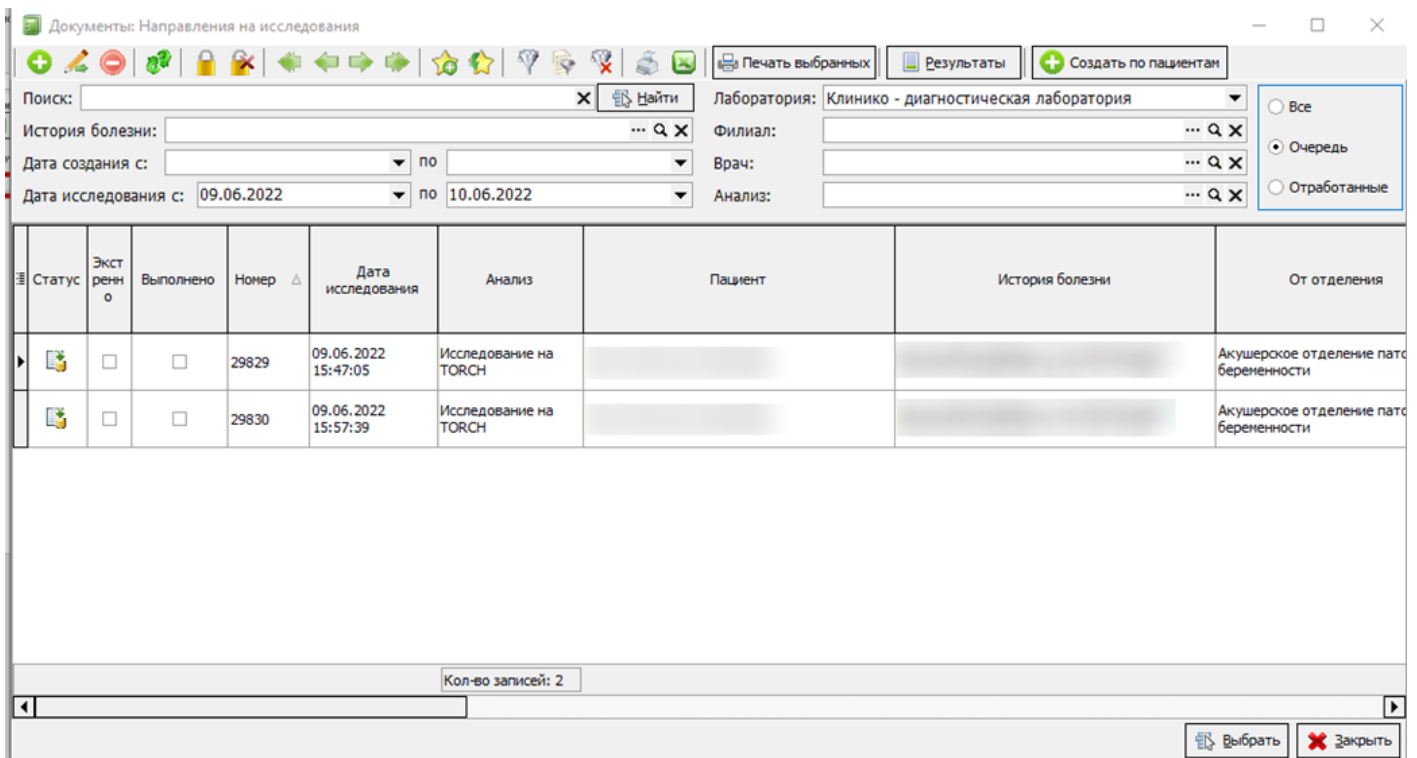 Документы: Направления на исследования
Печать выбранных Результаты Создать по пациентам
Поиск: Найти Лаборатория: Клинико - диагностическая лаборатория Все
История болезни: Филиал:
Очередь
Дата создания с: по Врач:
Дата исследования с: 09.06.2022 по 10.06.2022 Анализ: Отработанные
Статус Экст
ренн
о Выполнено Номер Дата
исследования Анализ Пациент История болезни От отделения
29829 09.06.2022
15:47:05 Исследование на
TORCH Акушерское отделение пато
беременности
29830 09.06.2022
15:57:39 Исследование на
TORCH Акушерское отделение пато
беременности
Кол-во записей: 2
Выбрать Закрыть